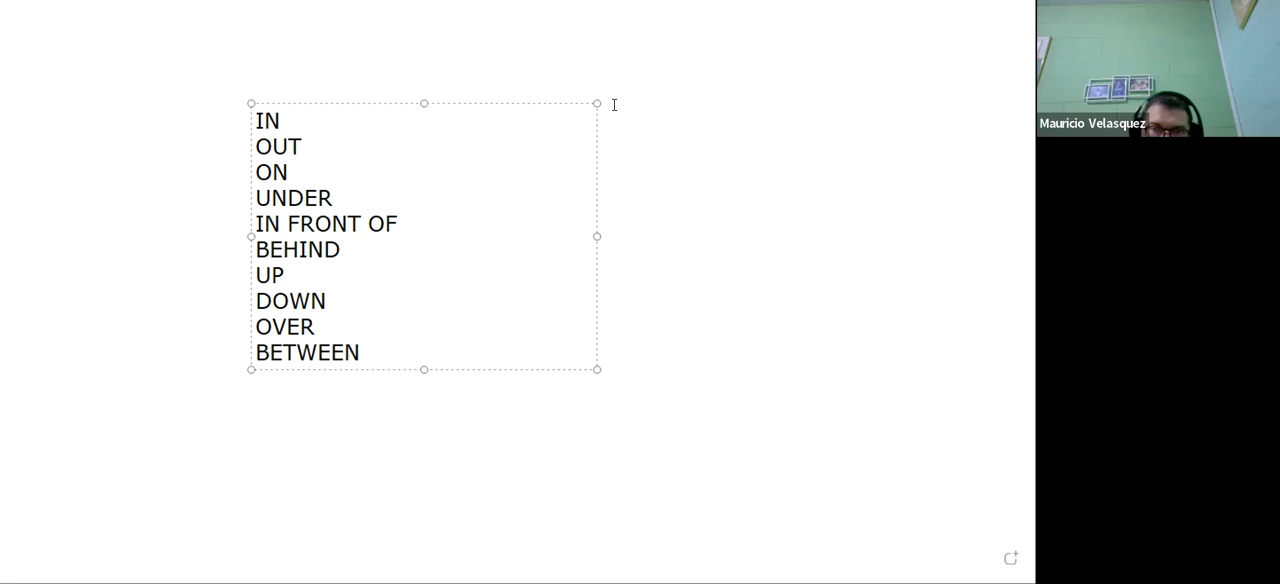 IN
OUT
ON
UNDER
IN FRONT OF
BEHIND
UP
DOWN
OVER
BETWEEN
Mauricio Velasquez